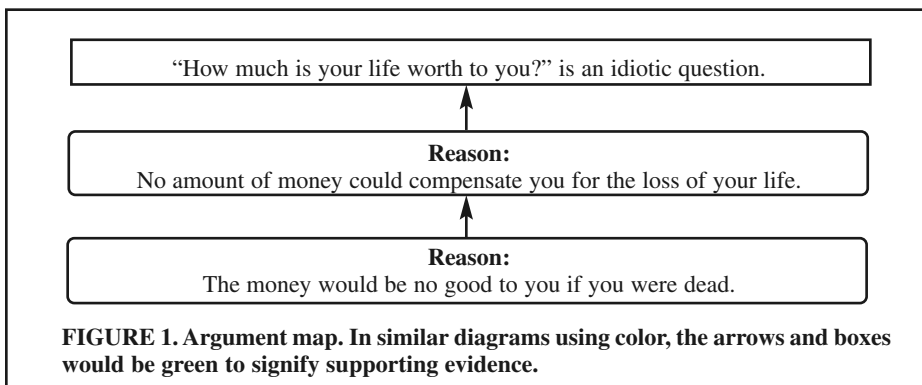 “How much is your life worth to you?” is an idiotic question.
Reason:
No amount of money could compensate you for the loss of your life.
Reason:
The money would be no good to you if you were dead.
FIGURE 1. Argument map. In similar diagrams using color, the arrows and boxes
would be green to signify supporting evidence.